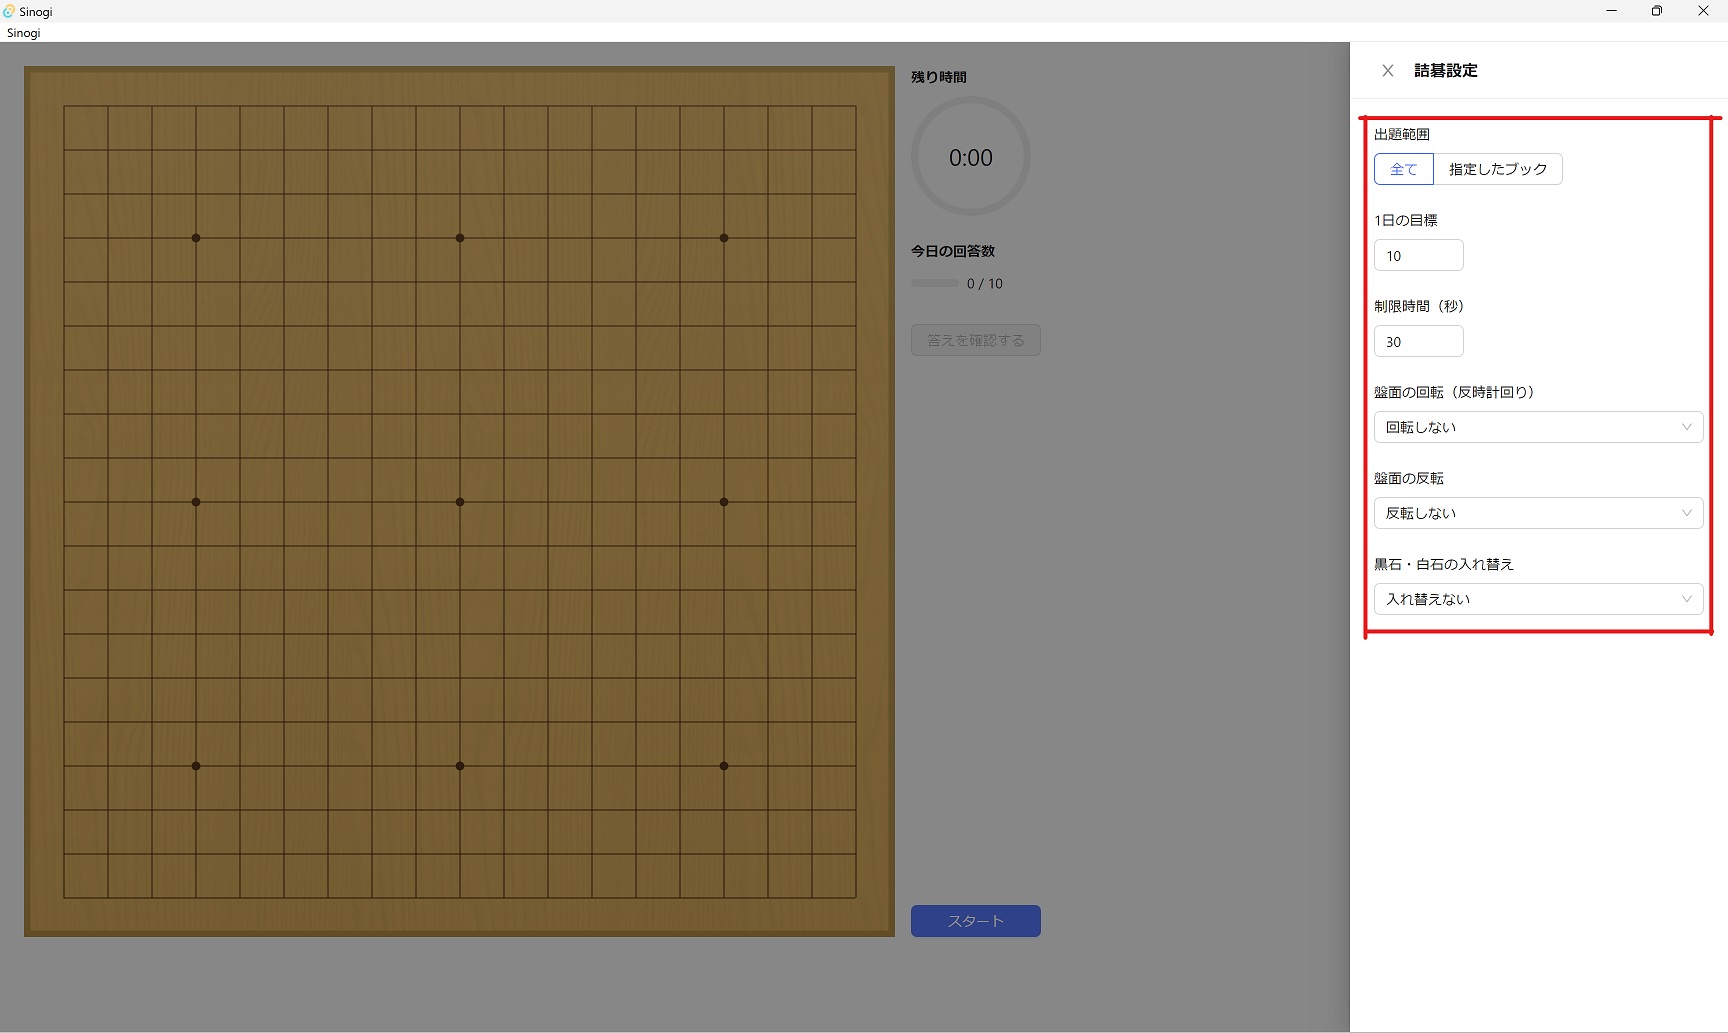 Sinogi
Sinogi
残り時間
0:00
今日の回答数
0 / 10
答えを確認する
スタート
詰碁設定
出題範囲
全て
指定したブック
1日の目標
10
制限時間（秒）
30
盤面の回転（反時計回り）
回転しない
盤面の反転
反転しない
黒石・白石の入れ替え
入れ替えない